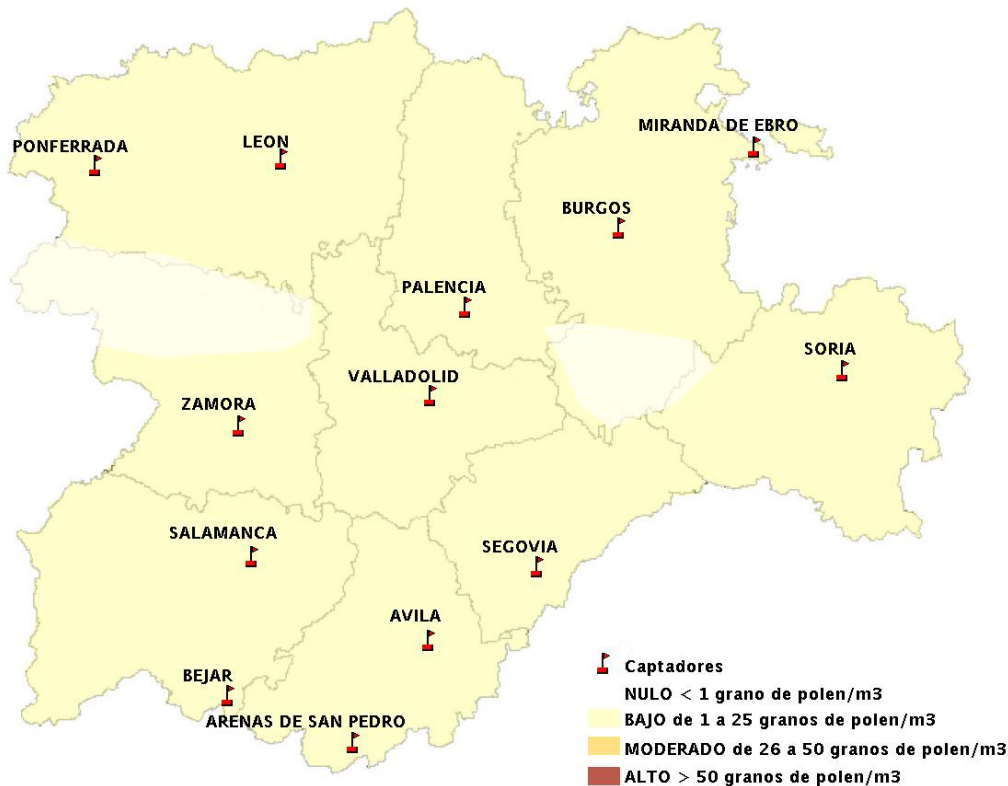 MIRANDA DE EBRO
PONFERRADA
LEON
BURGOS
PALENCIA
SORIA
VALLADOLID
ZAMORA
SALAMANCA
SEGOVIA
AVILA
BEJAR
ARENAS DE SAN PEDRO
Captadores
NULO < 1 grano de polen/m3
BAJO de 1 a 25 granos de polen/m3
MODERADO de 26 a 50 granos de polen/m3
ALTO > 50 granos de polen/m3